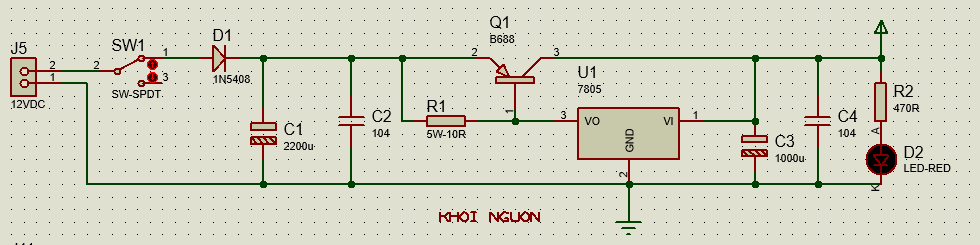 J5
2
1
12VDC
SW1
2
1
3
SW-SPDT
D1
1N5408
C1
2200u
C2
104
R1
5W-10R
Q1
B688
2
3
1
U1
7805
3
VO
VI
1
GND
2
C3
1000u
C4
104
R2
470R
A
D2
LED-RED
K
KHOI NGUON